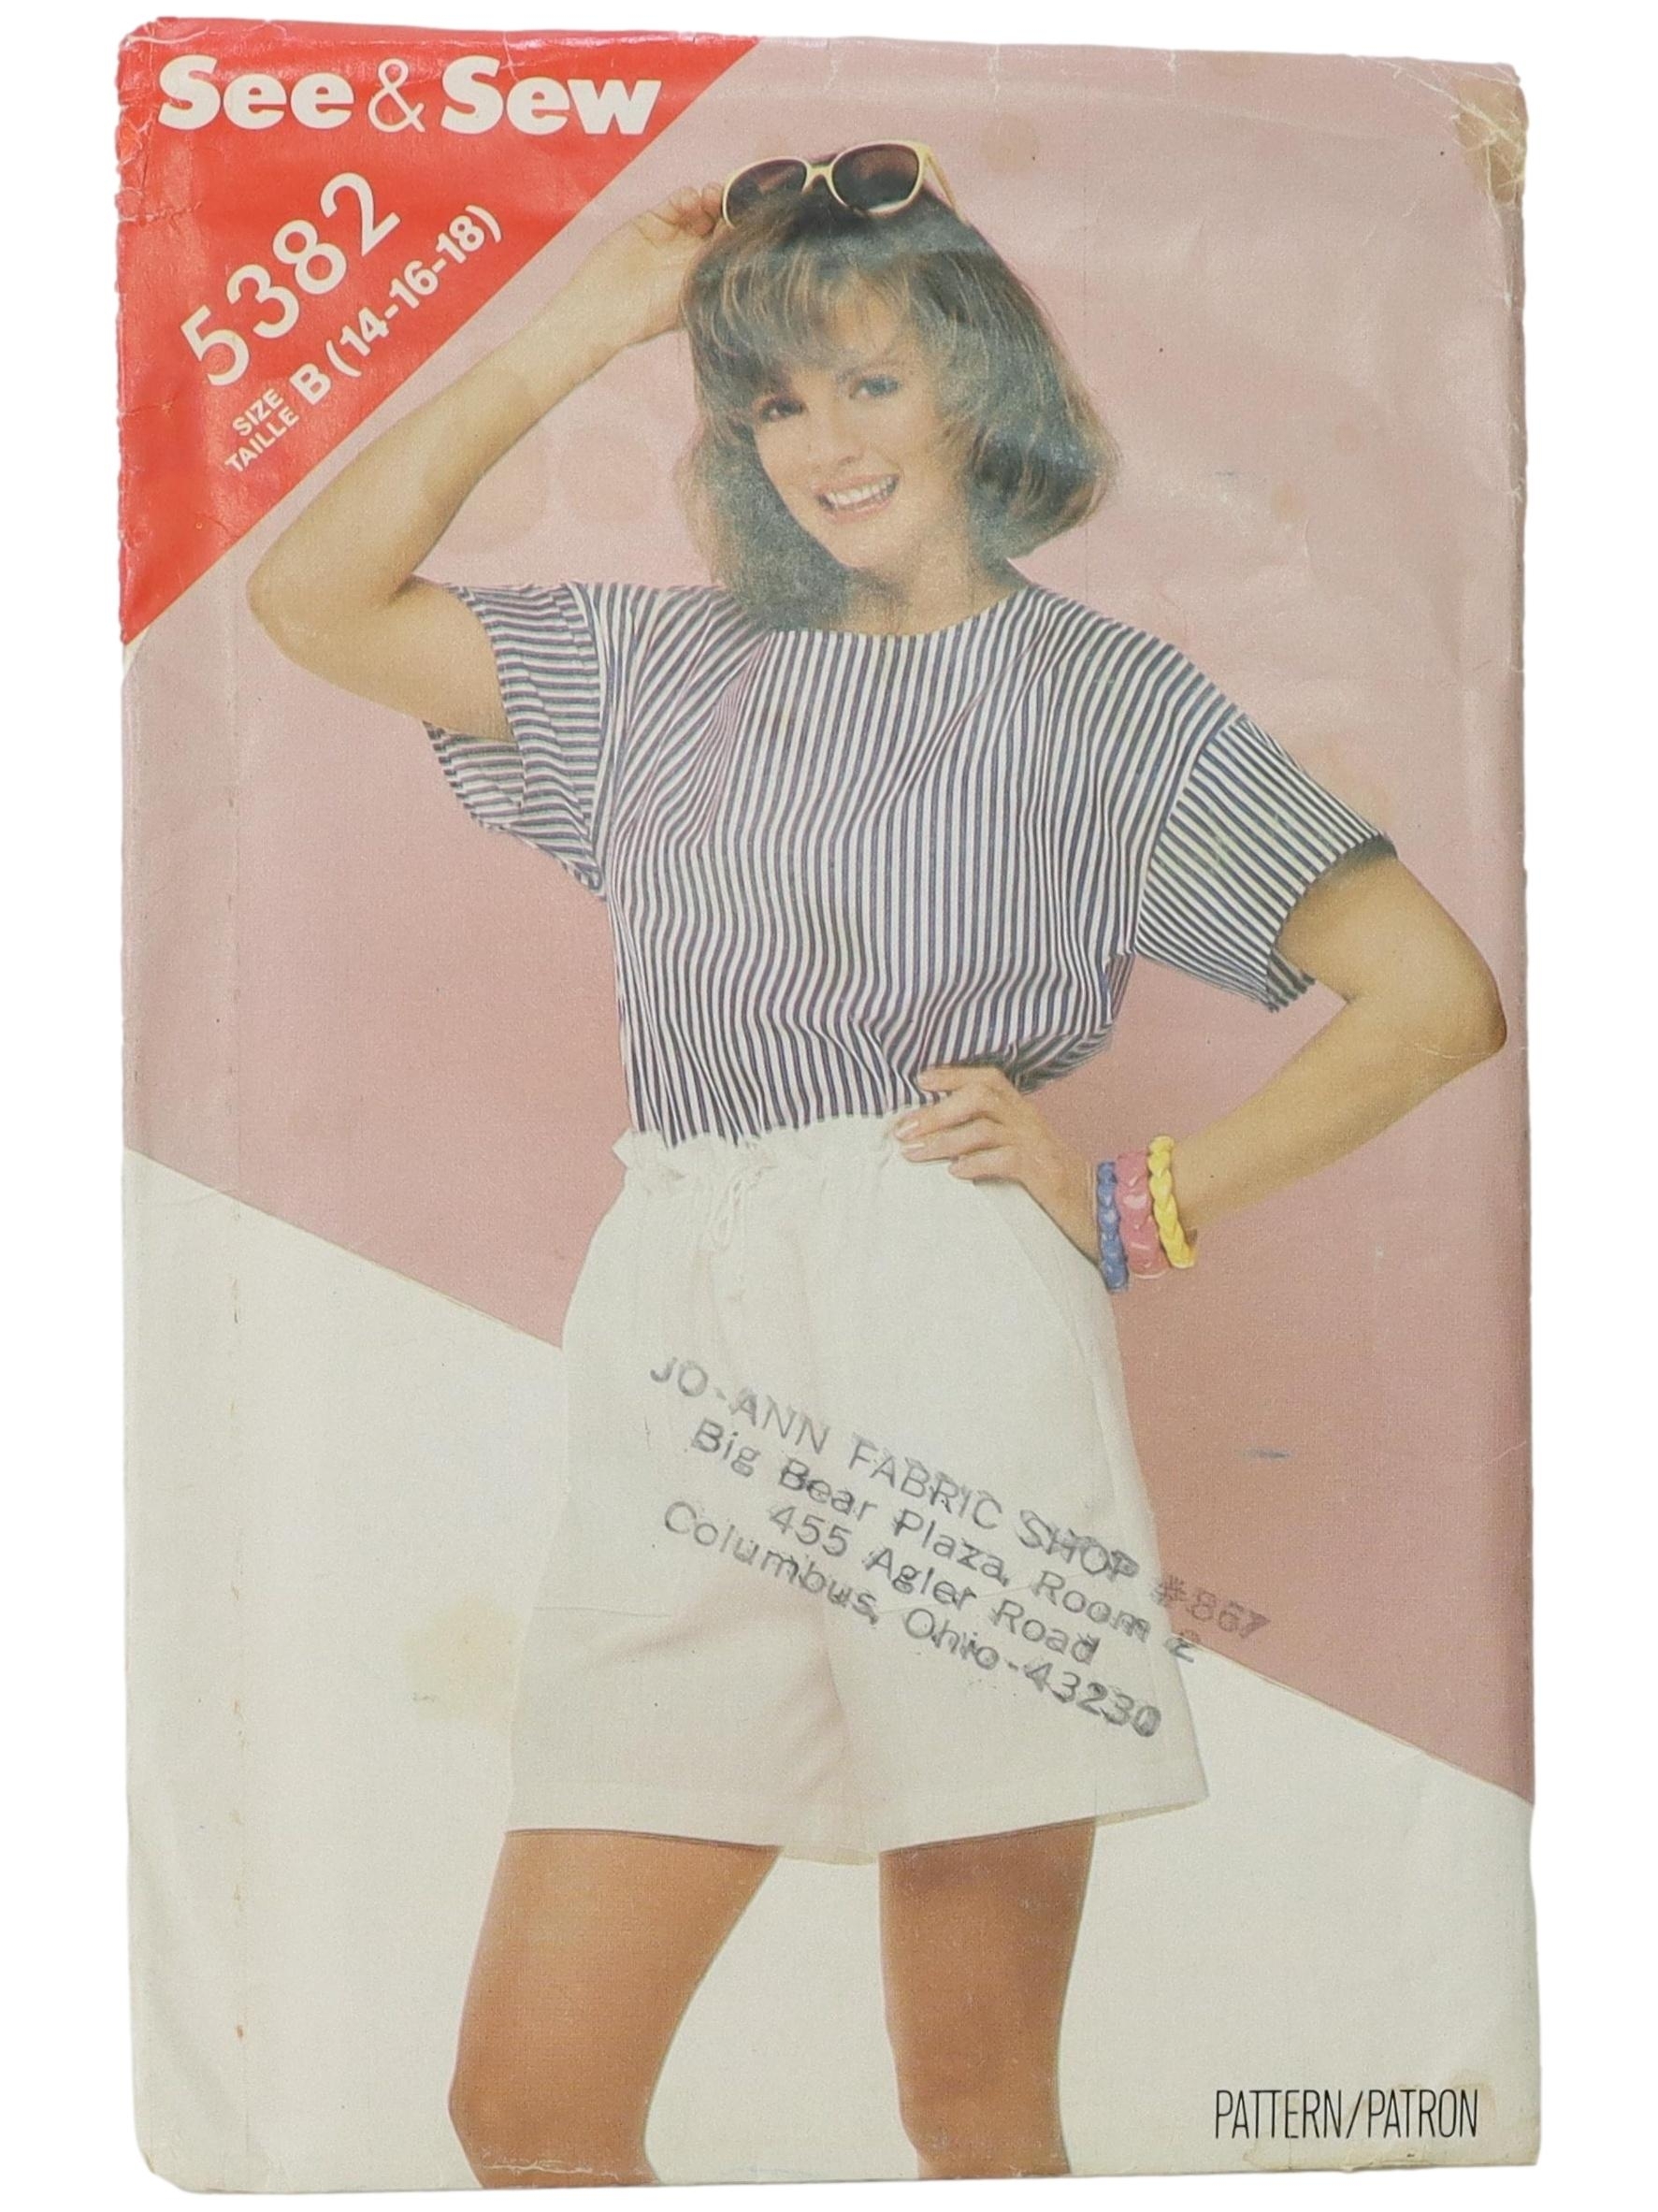 See & Sew
5382
SIZE
TAILLE B (14-16-18)
JO-ANN FABRIC SHOP #867
Big Bear Plaza, Room 2
455 Agler Road
Columbus, Ohio-43230
PATTERN/PATRON